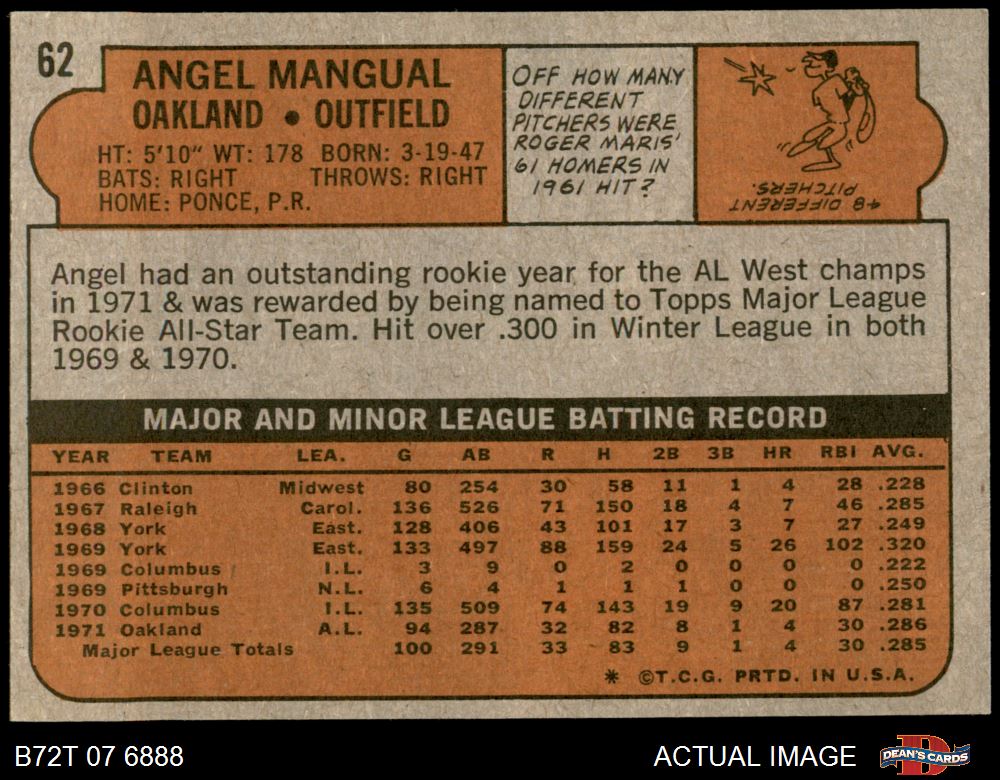 62
ANGEL MANGUAL
OAKLAND • OUTFIELD
HT: 5'10" WT: 178 BORN: 3-19-47
BATS: RIGHT THROWS: RIGHT
HOME: PONCE, P.R.
OFF HOW MANY
DIFFERENT
PITCHERS WERE
ROGER MARIS'
61 HOMERS IN
1961 HIT?
48 DIFFERENT
PITCHERS.
Angel had an outstanding rookie year for the AL West champs
in 1971 & was rewarded by being named to Topps Major League
Rookie All-Star Team. Hit over .300 in Winter League in both
1969 & 1970.
MAJOR AND MINOR LEAGUE BATTING RECORD
YEAR TEAM LEA. G AB R H 2B 3B HR RBI AVG.
1966 Clinton Midwest 80 254 30 58 11 1 4 28 .228
1967 Raleigh Carol. 136 526 71 150 18 4 7 46 .285
1968 York East. 128 406 43 101 17 3 7 27 .249
1969 York East. 133 497 88 159 24 5 26 102 .320
1969 Columbus I.L. 3 9 0 2 0 0 0 0 .222
1969 Pittsburgh N.L. 6 4 1 1 1 0 0 0 .250
1970 Columbus I.L. 135 509 74 143 19 9 20 87 .281
1971 Oakland A.L. 94 287 32 82 8 1 4 30 .286
Major League Totals 100 291 33 83 9 1 4 30 .285
* ©T.C.G. PRTD. IN U.S.A.
B72T 07 6888
ACTUAL IMAGE
DEAN'S CARDS